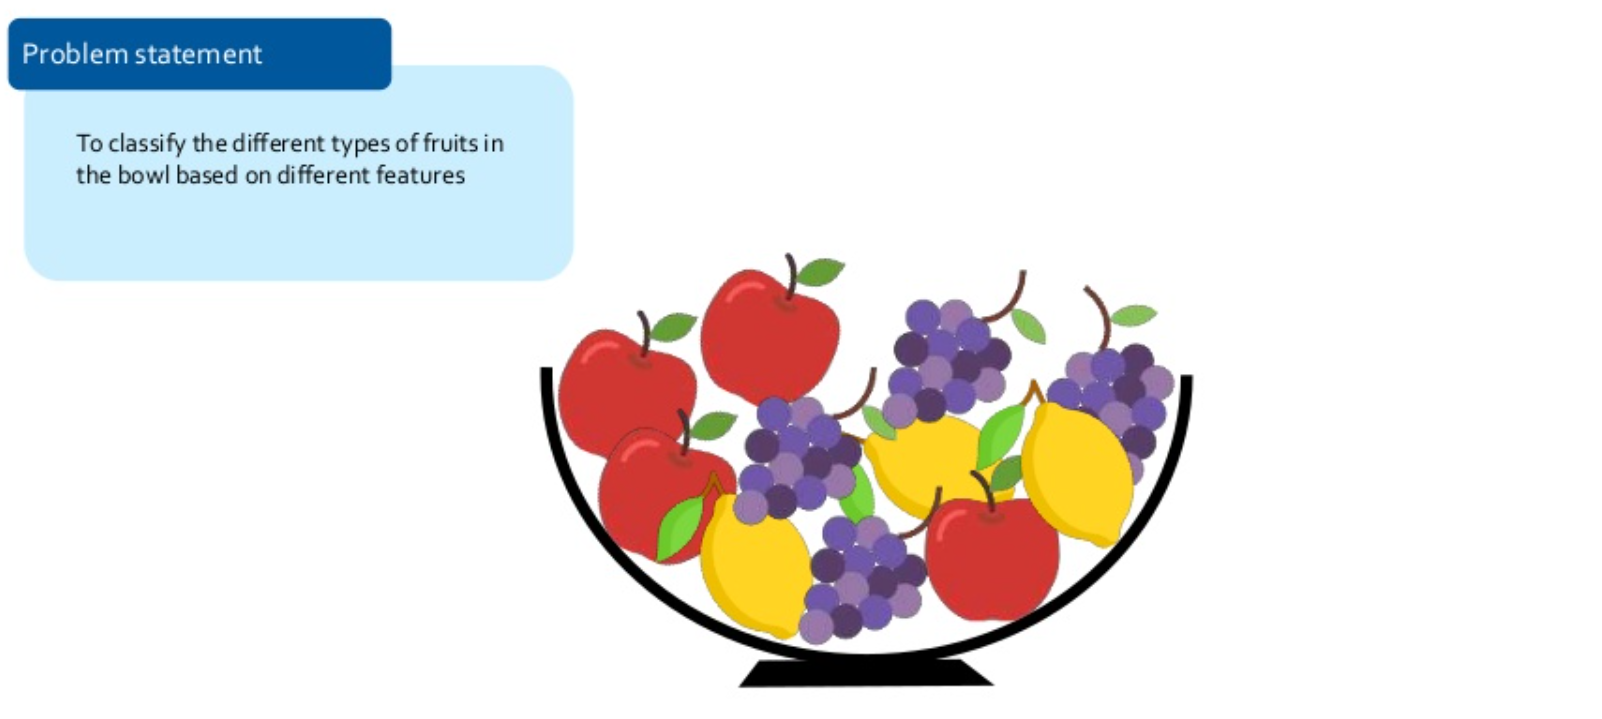 Problem statement
To classify the different types of fruits in
the bowl based on different features